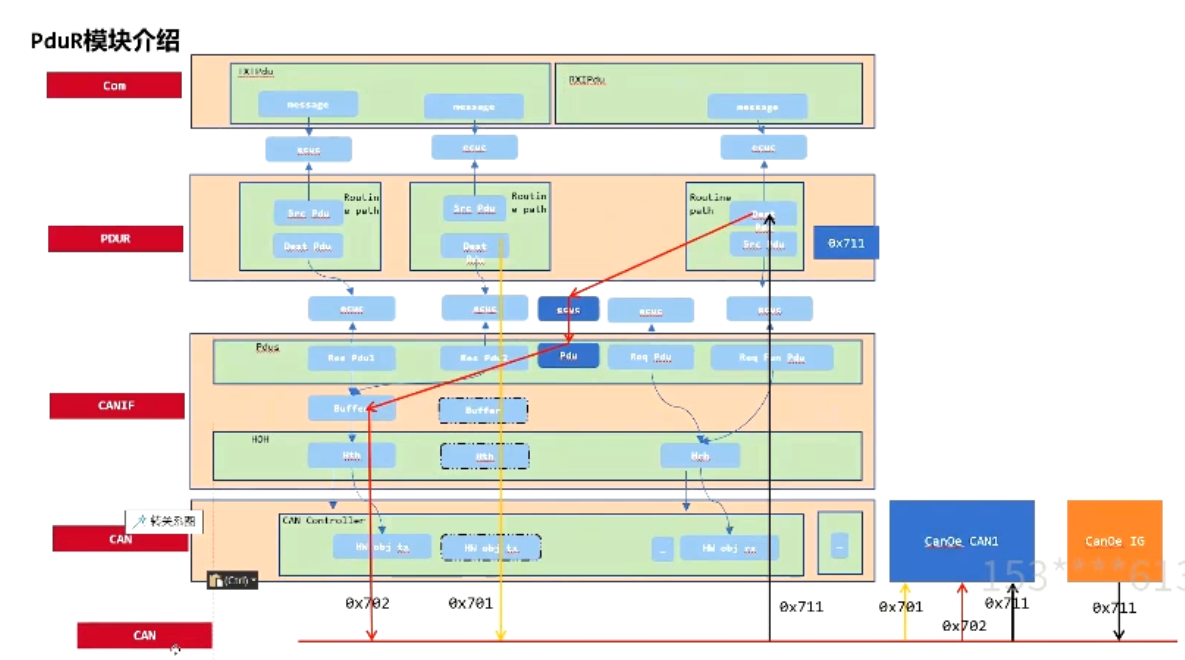 PduR模块介绍
Com
TXIPdu
RXIPdu
message
message
message
ecuc
ecuc
ecuc
PDUR
Routin
e path
Routin
e path
Routine
path
Src Pdu
Src Pdu
Dest
Dest Pdu
Dest
Pdu
Src Pdu
0x711
ecuc
ecuc
ecuc
ecuc
ecuc
CANIF
Pdus
Res Pdu1
Res Pdu2
Pdu
Req Pdu
Req Fun Pdu
Buffer
Buffer
HOH
Hth
Hth
Hrh
CAN
转关系图
CAN Controller
HW obj tx
HW obj tx
...
HW obj rx
...
CanOe CAN1
CanOe IG
(Ctrl)
153****613
0x702
0x701
0x711
0x701
0x702
0x711
0x711
CAN